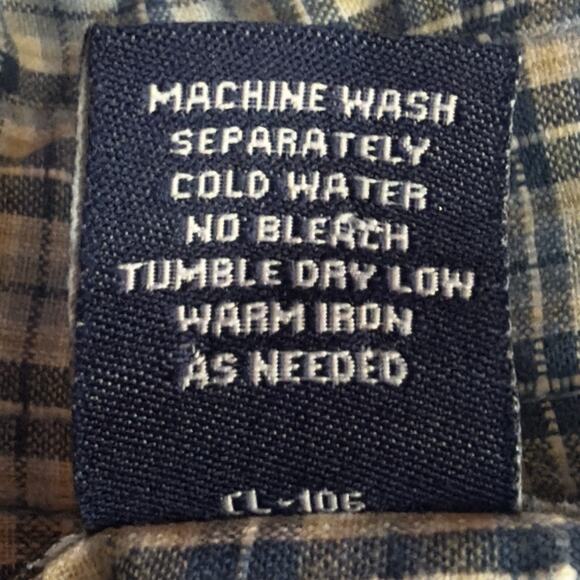 MACHINE WASH
SEPARATELY
COLD WATER
NO BLEACH
TUMBLE DRY LOW
WARM IRON
AS NEEDED
CL-106